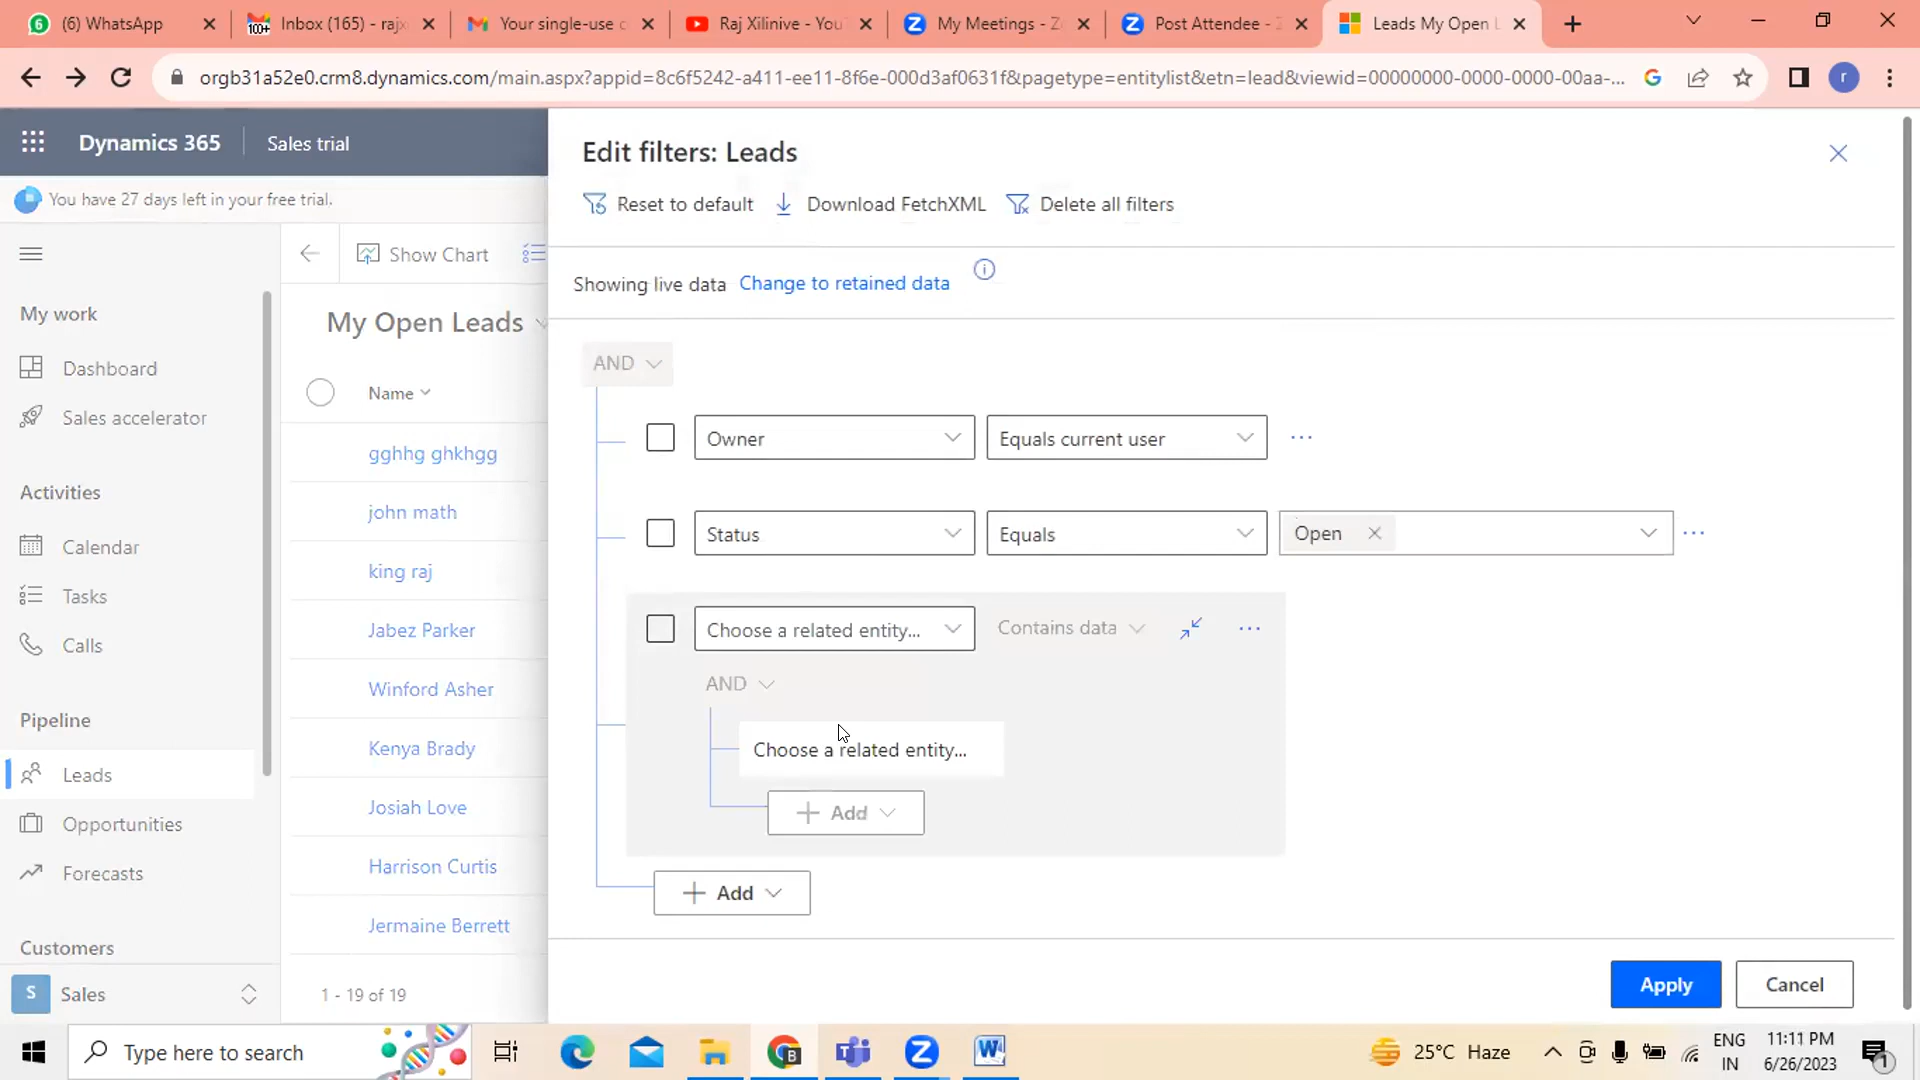 (6) WhatsApp
Inbox (165) - rajx
Your single-use c
Raj Xilinive - YouT
My Meetings - Zo
Post Attendee - Z
Leads My Open L
orgb31a52e0.crm8.dynamics.com/main.aspx?appid=8c6f5242-a411-ee11-8f6e-000d3af0631f&pagetype=entitylist&etn=lead&viewid=00000000-0000-0000-00aa-...
r
Dynamics 365
Sales trial
You have 27 days left in your free trial.
Show Chart
My work
Dashboard
Sales accelerator
Activities
Calendar
Tasks
Calls
Pipeline
Leads
Opportunities
Forecasts
Customers
S
Sales
My Open Leads
Name
gghhg ghkhgg
john math
king raj
Jabez Parker
Winford Asher
Kenya Brady
Josiah Love
Harrison Curtis
Jermaine Berrett
1 - 19 of 19
Edit filters: Leads
Reset to default
Download FetchXML
Delete all filters
Showing live data
Change to retained data
AND
Owner
Equals current user
Status
Equals
Open
Choose a related entity...
Contains data
AND
Choose a related entity...
Add
Add
Apply
Cancel
Type here to search
25°C Haze
ENG
IN
11:11 PM
6/26/2023
1